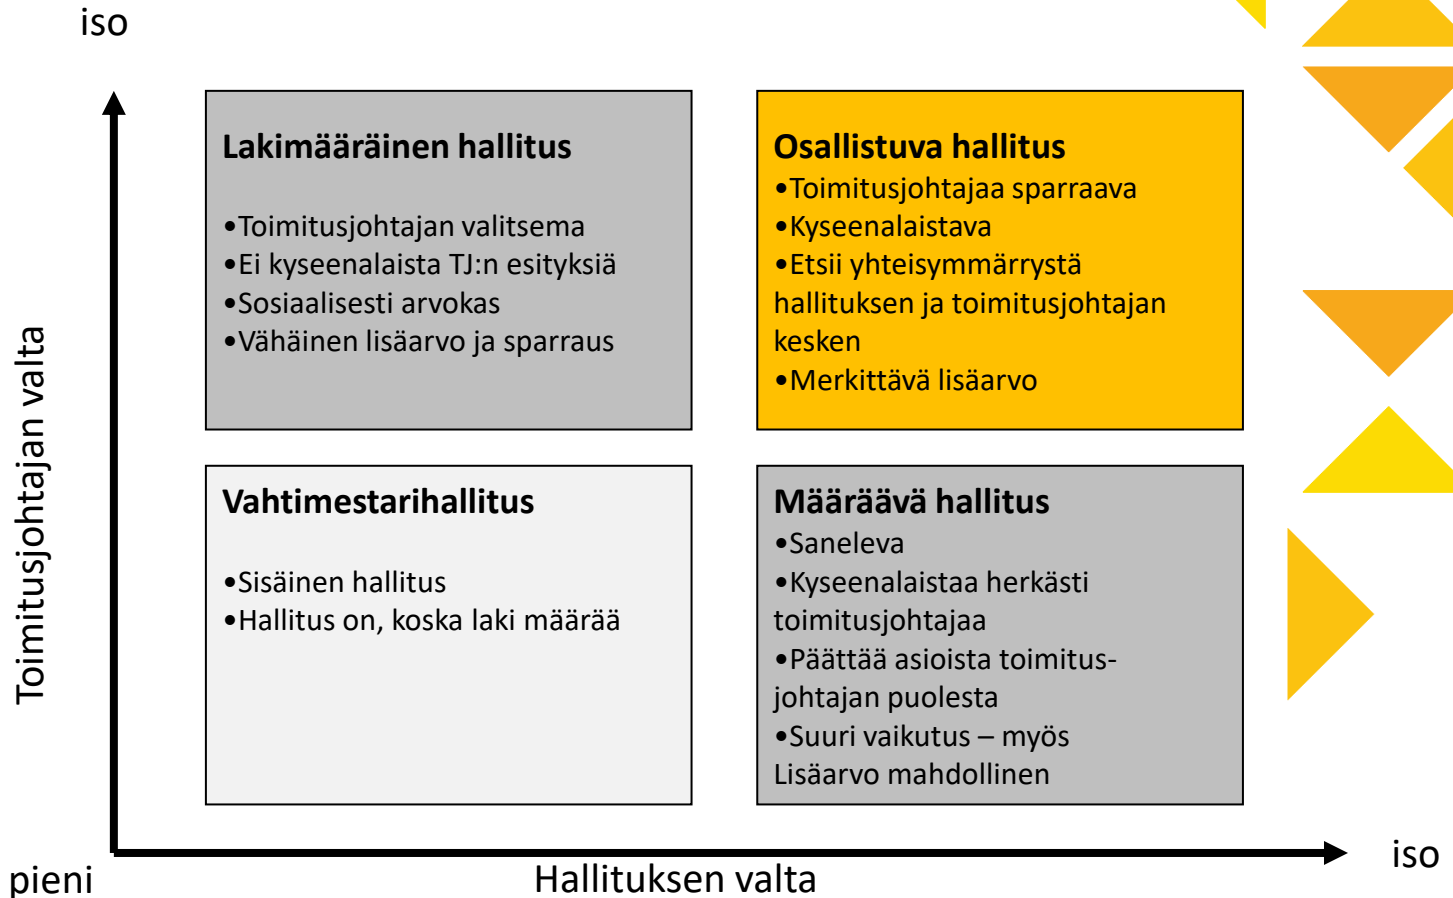 iso
Toimitusjohtajan valta
Lakimääräinen hallitus
•Toimitusjohtajan valitsema
•Ei kyseenalaista TJ:n esityksiä
•Sosiaalisesti arvokas
•Vähäinen lisäarvo ja sparraus
Osallistuva hallitus
•Toimitusjohtajaa sparraava
•Kyseenalaistava
•Etsii yhteisymmärrystä
hallituksen ja toimitusjohtajan
kesken
•Merkittävä lisäarvo
Vahtimestarihallitus
•Sisäinen hallitus
•Hallitus on, koska laki määrää
Määräävä hallitus
•Saneleva
•Kyseenalaistaa herkästi
toimitusjohtajaa
•Päättää asioista toimitus-
johtajan puolesta
•Suuri vaikutus – myös
Lisäarvo mahdollinen
pieni
Hallituksen valta
iso